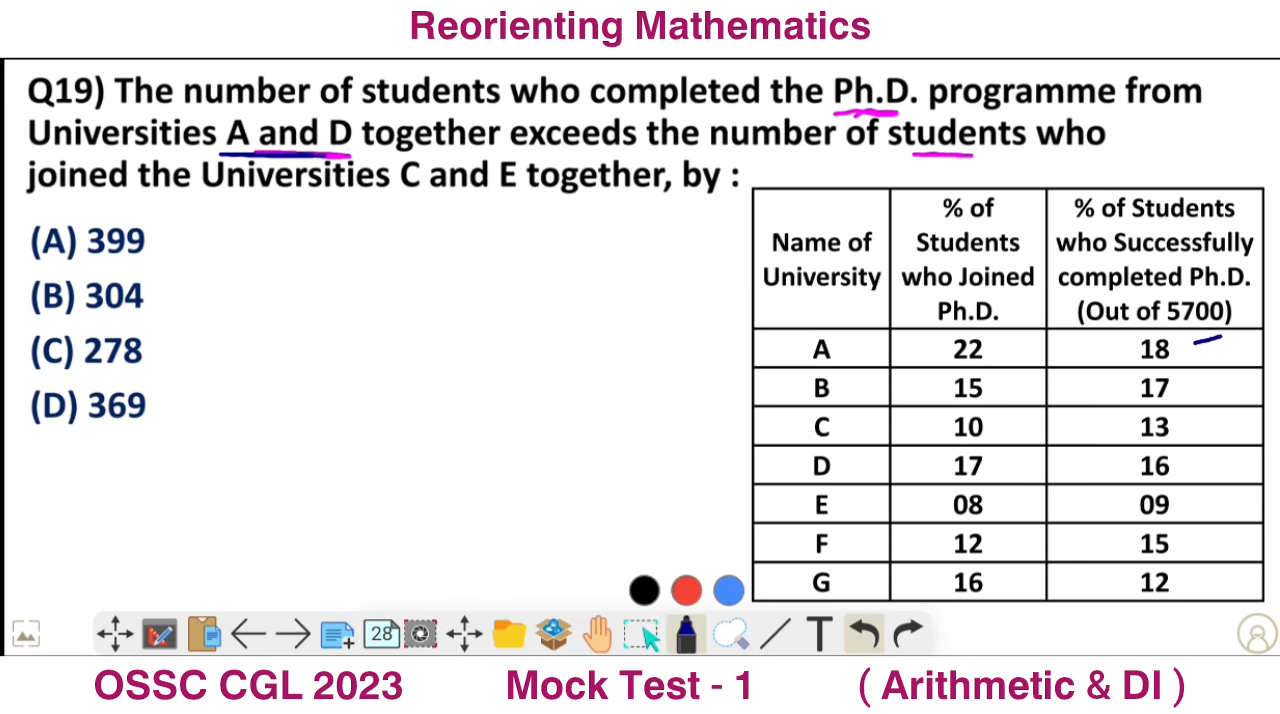 Reorienting Mathematics
Q19) The number of students who completed the Ph.D. programme from
Universities A and D together exceeds the number of students who
joined the Universities C and E together, by :
(A) 399
(B) 304
(C) 278
(D) 369
Name of University | % of Students who Joined Ph.D. | % of Students who Successfully completed Ph.D. (Out of 5700)
A 22 18
B 15 17
C 10 13
D 17 16
E 08 09
F 12 15
G 16 12
28
T
OSSC CGL 2023 Mock Test - 1 ( Arithmetic & DI )